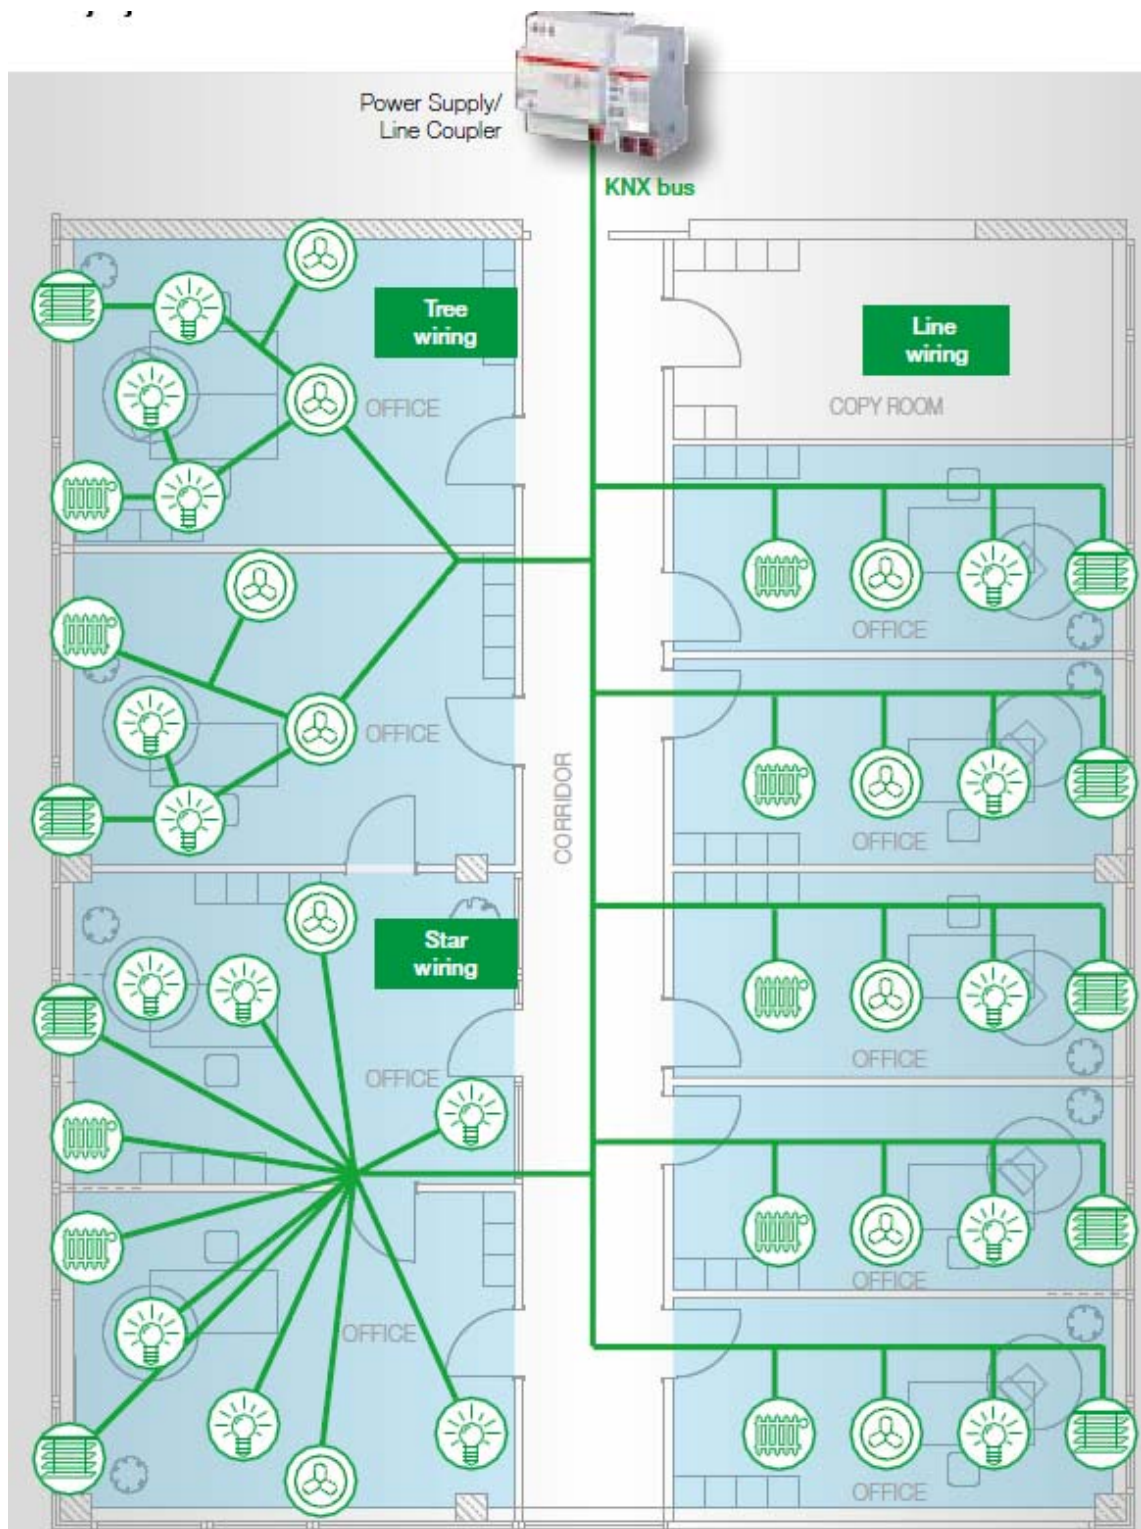 Power Supply/
Line Coupler
KNX bus
Tree
wiring
Line
wiring
OFFICE
COPY ROOM
OFFICE
OFFICE
CORRIDOR
OFFICE
Star
wiring
OFFICE
OFFICE
OFFICE
OFFICE
OFFICE